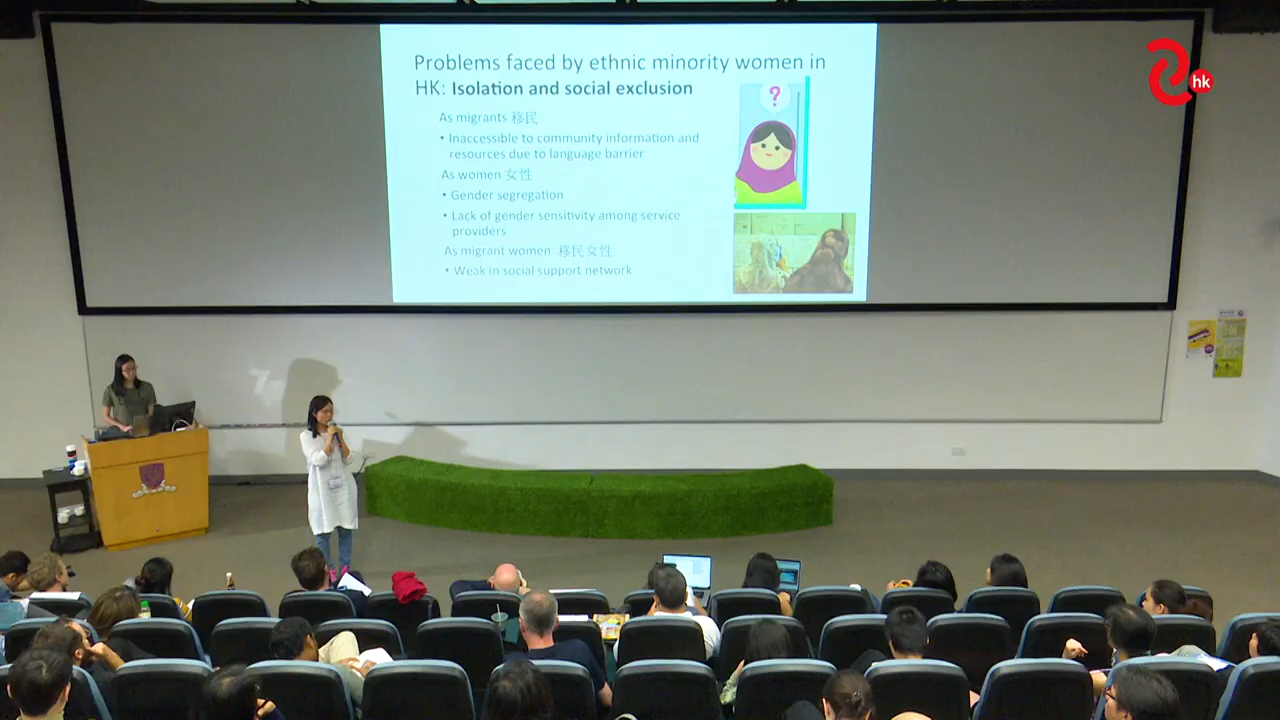 Problems faced by ethnic minority women in
HK: Isolation and social exclusion
As migrants 移民
• Inaccessible to community information and
resources due to language barrier
As women 女性
• Gender segregation
• Lack of gender sensitivity among service
providers
As migrant women 移民女性
• Weak in social support network
?
hk